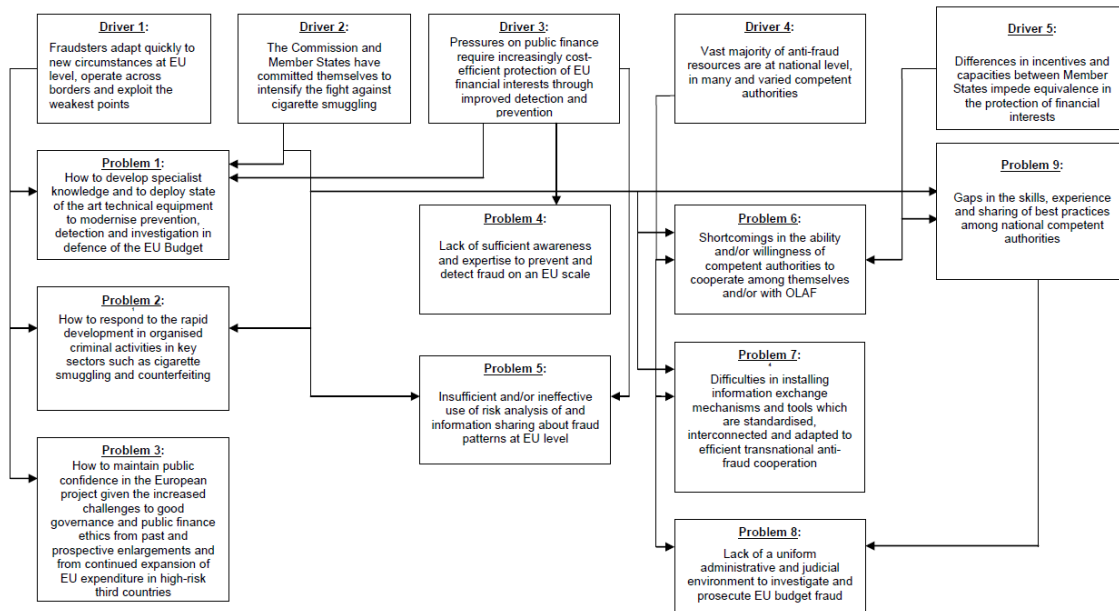 Driver 1:
Fraudsters adapt quickly to
new circumstances at EU
level, operate across
borders and exploit the
weakest points
Driver 2:
The Commission and
Member States have
committed themselves to
intensify the fight against
cigarette smuggling
Driver 3:
Pressures on public finance
require increasingly cost-
efficient protection of EU
financial interests through
improved detection and
prevention
Driver 4:
Vast majority of anti-fraud
resources are at national level,
in many and varied competent
authorities
Driver 5:
Differences in incentives and
capacities between Member
States impede equivalence in
the protection of financial
interests
Problem 1:
How to develop specialist
knowledge and to deploy state
of the art technical equipment
to modernise prevention,
detection and investigation in
defence of the EU Budget
Problem 2:
How to respond to the rapid
development in organised
criminal activities in key
sectors such as cigarette
smuggling and counterfeiting
Problem 3:
How to maintain public
confidence in the European
project given the increased
challenges to good
governance and public finance
ethics from past and
prospective enlargements and
from continued expansion of
EU expenditure in high-risk
third countries
Problem 4:
Lack of sufficient awareness
and expertise to prevent and
detect fraud on an EU scale
Problem 5:
Insufficient and/or ineffective
use of risk analysis of and
information sharing about fraud
patterns at EU level
Problem 6:
Shortcomings in the ability
and/or willingness of
competent authorities to
cooperate among themselves
and/or with OLAF
Problem 7:
Difficulties in installing
information exchange
mechanisms and tools which
are standardised,
interconnected and adapted to
efficient transnational anti-
fraud cooperation
Problem 8:
Lack of a uniform
administrative and judicial
environment to investigate and
prosecute EU budget fraud
Problem 9:
Gaps in the skills, experience
and sharing of best practices
among national competent
authorities